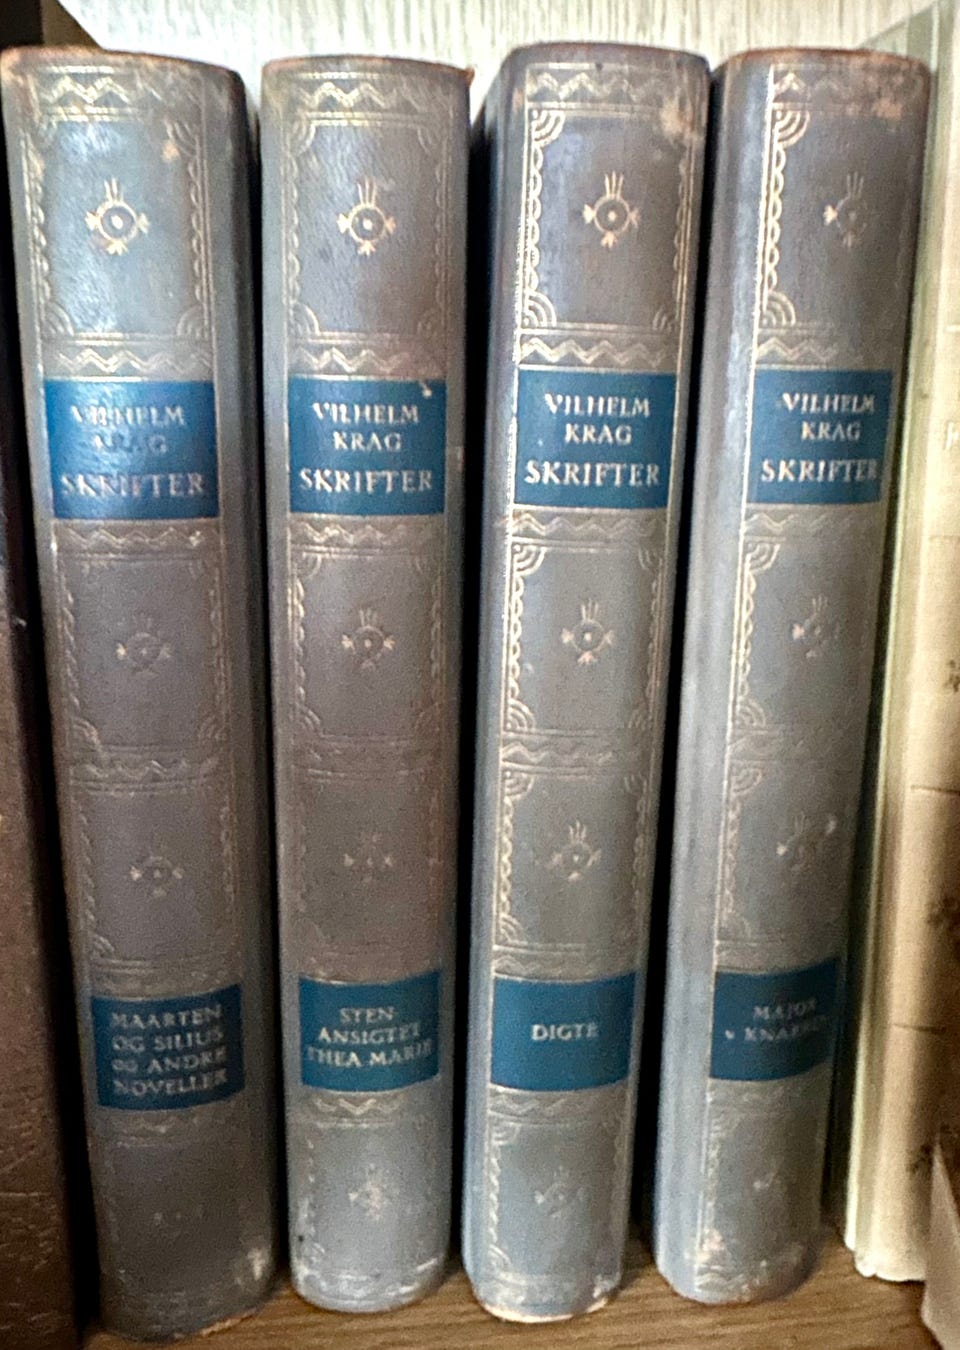 VILHELM
KRAG
SKRIFTER
MAARTEN
OG SILIUS
OG ANDRE
NOVELLER
VILHELM
KRAG
SKRIFTER
STEN-
ANSIGTET
THEA MARIE
VILHELM
KRAG
SKRIFTER
DIGTE
VILHELM
KRAG
SKRIFTER
MAJOR
v